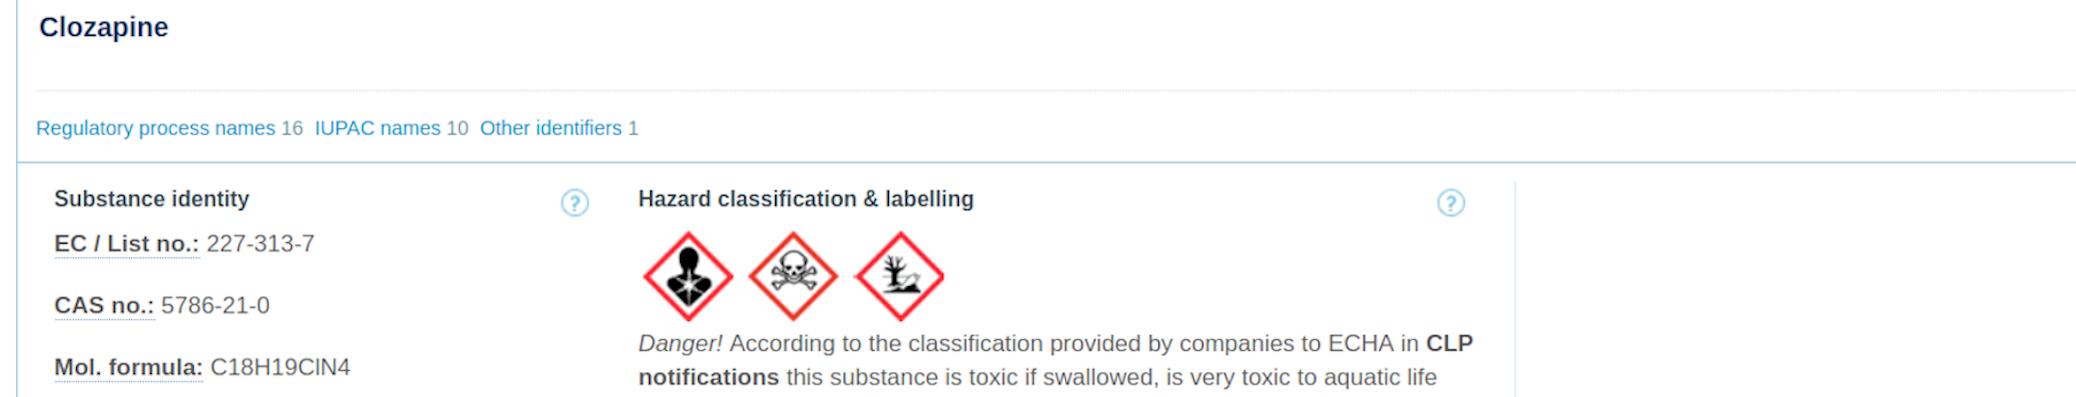 Clozapine
Regulatory process names 16 IUPAC names 10 Other identifiers 1
Substance identity
?
EC / List no.: 227-313-7
CAS no.: 5786-21-0
Mol. formula: C18H19ClN4
Hazard classification & labelling
?
Danger! According to the classification provided by companies to ECHA in CLP
notifications this substance is toxic if swallowed, is very toxic to aquatic life